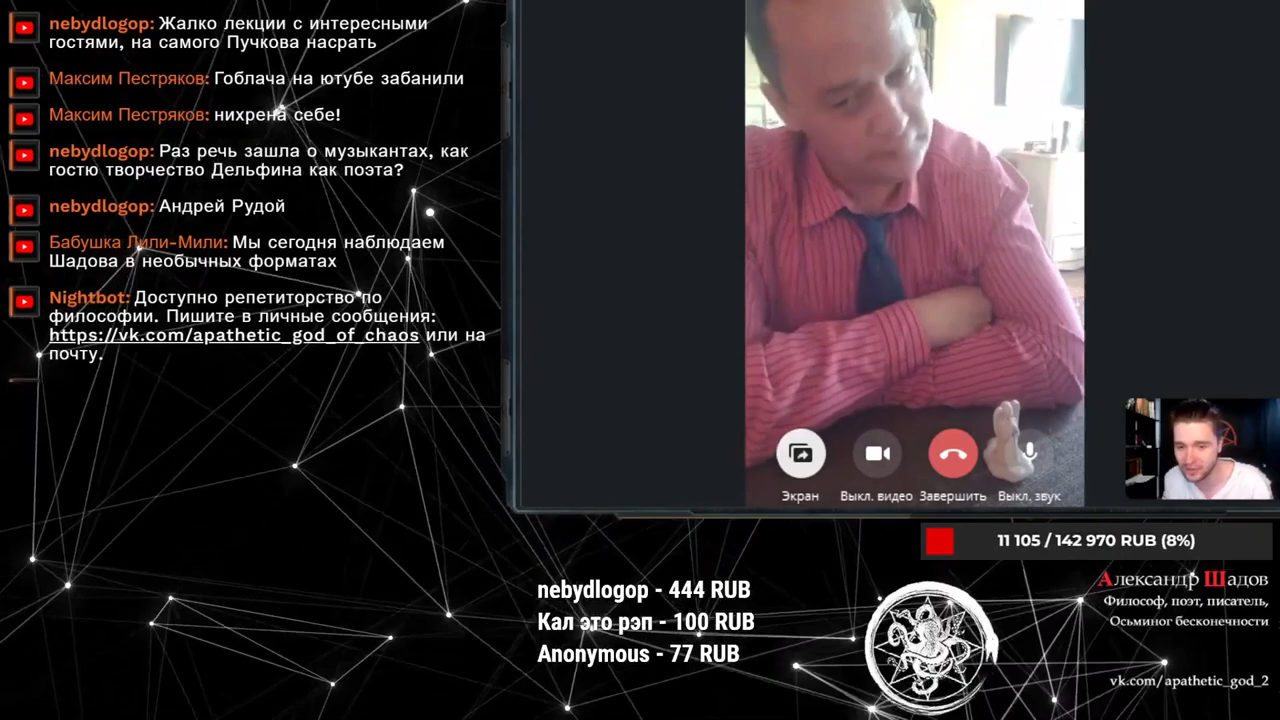 nebydlogop: Жалко лекции с интересными
гостями, на самого Пучкова насрать
Максим Пестряков: Гоблача на ютубе забанили
Максим Пестряков: нихрена себе!
nebydlogop: Раз речь зашла о музыкантах, как
гостю творчество Дельфина как поэта?
nebydlogop: Андрей Рудой
Бабушка Лили-Мили: Мы сегодня наблюдаем
Шадова в необычных форматах
Nightbot: Доступно репетиторство по
философии. Пишите в личные сообщения:
https://vk.com/apathetic_god_of_chaos или на
почту.
Экран
Выкл. видео
Завершить
Выкл. звук
11 105 / 142 970 RUB (8%)
nebydlogop - 444 RUB
Кал это рэп - 100 RUB
Anonymous - 77 RUB
Александр Шадов
Философ, поэт, писатель,
Осьминог бесконечности
vk.com/apathetic_god_2